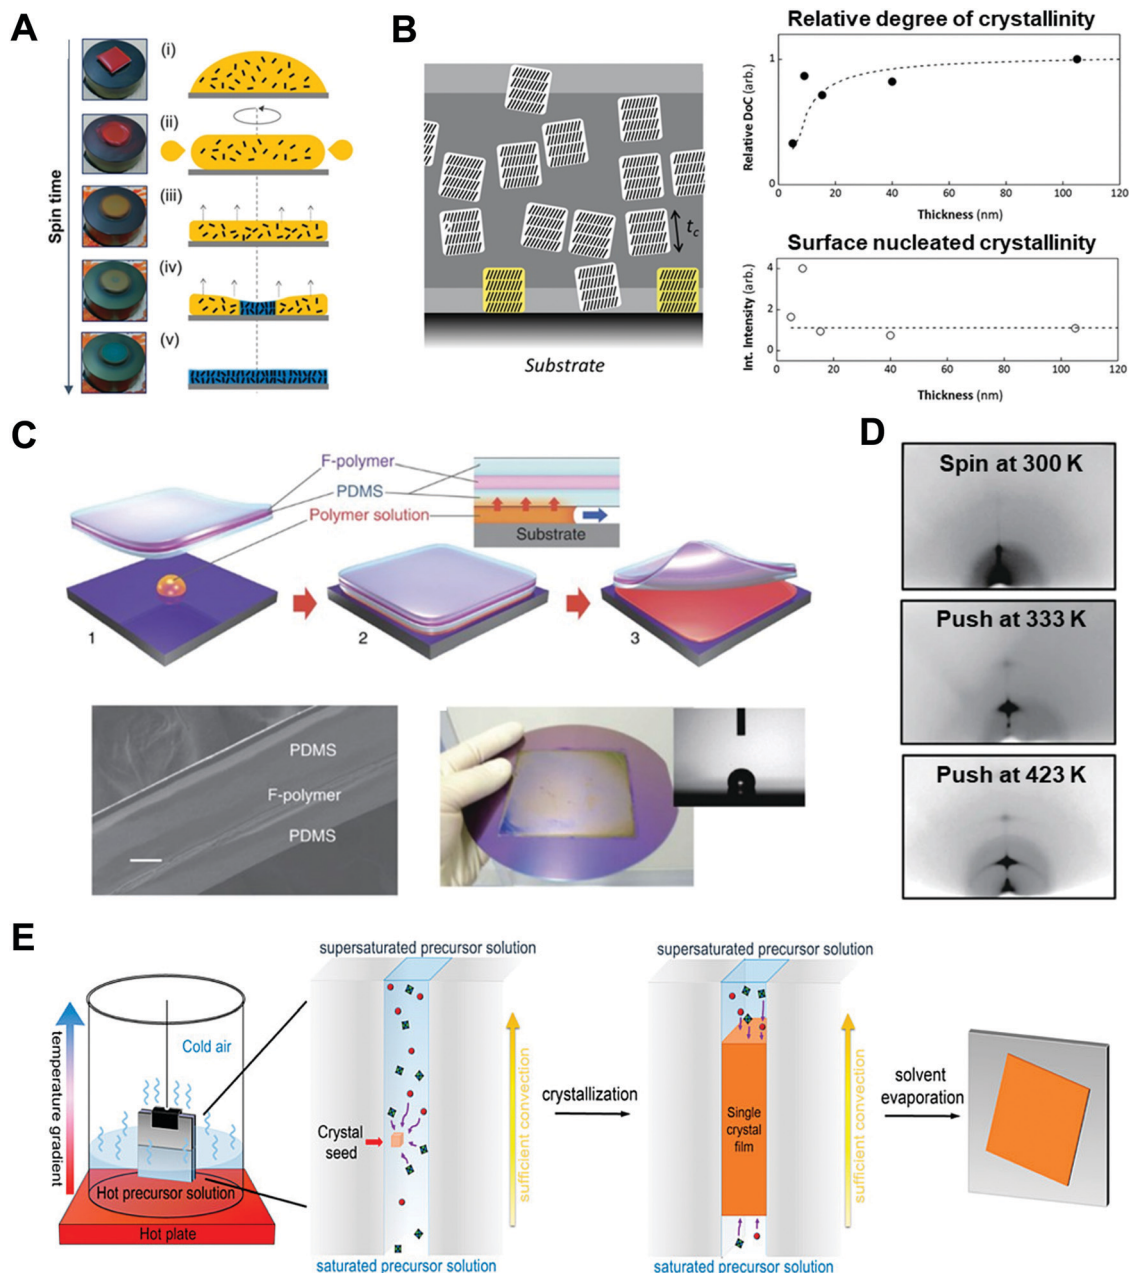 A
Spin time
(i)
(ii)
(iii)
(iv)
(v)
B
t_c
Substrate
Relative degree of crystallinity
Relative DoC (arb.)
1
0
0
20
40
60
80
100
120
Thickness (nm)
Surface nucleated crystallinity
Int. Intensity (arb.)
4
2
0
0
20
40
60
80
100
120
Thickness (nm)
C
F-polymer
PDMS
Polymer solution
Substrate
1
2
3
PDMS
F-polymer
PDMS
D
Spin at 300 K
Push at 333 K
Push at 423 K
E
temperature gradient
Cold air
Hot precursor solution
Hot plate
supersaturated precursor solution
Crystal
seed
sufficient convection
saturated precursor solution
crystallization
supersaturated precursor solution
Single
crystal
film
sufficient convection
saturated precursor solution
solvent
evaporation